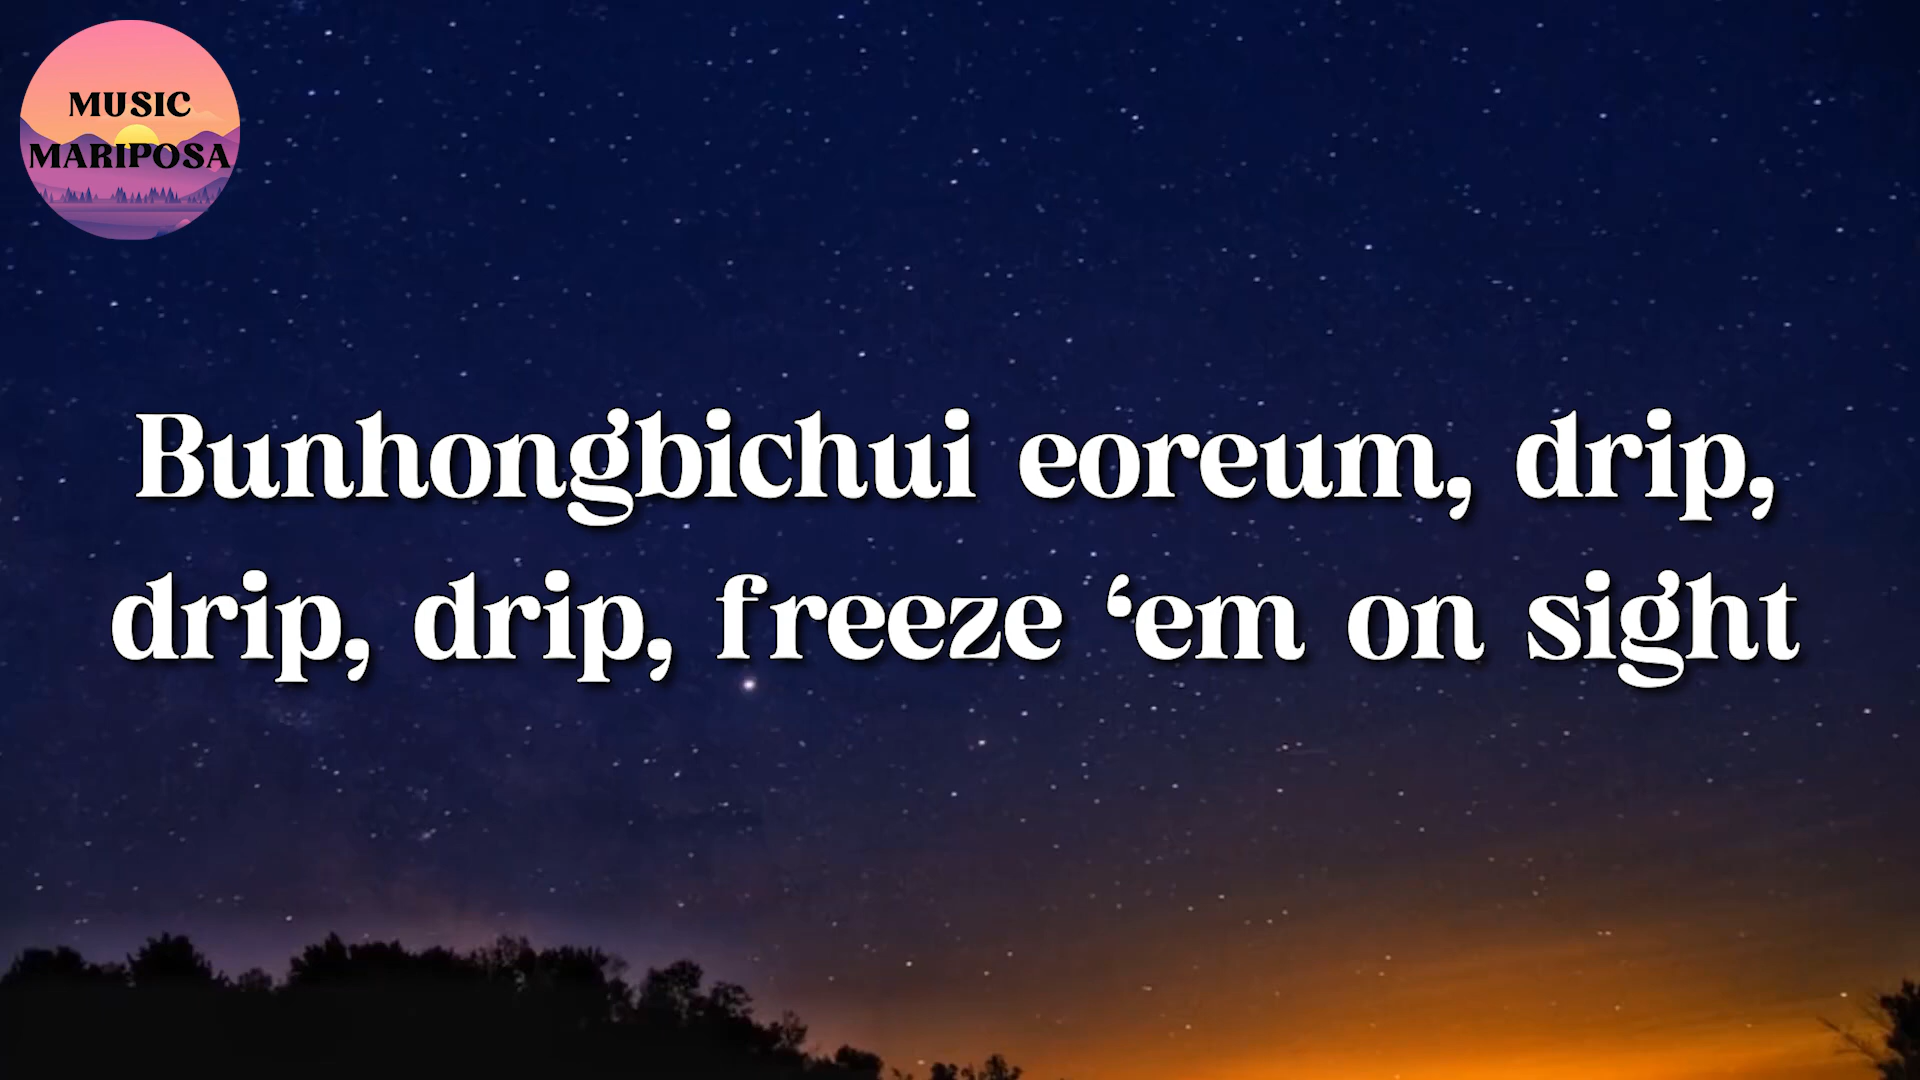 MUSIC
MARIPOSA
Bunhongbichui eoreum, drip,
drip, drip, freeze ‘em on sight